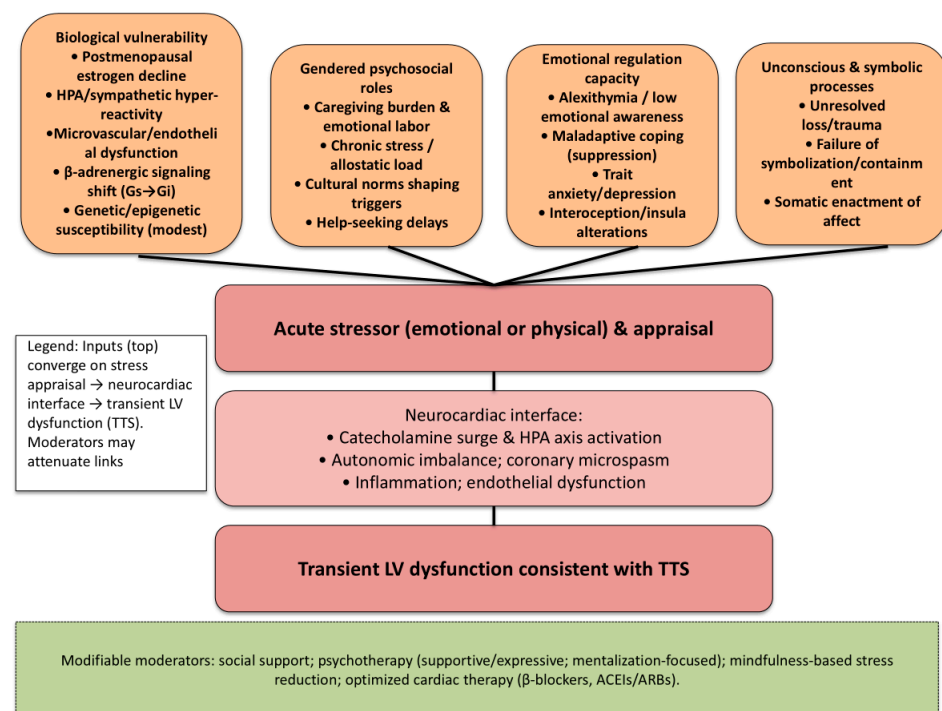 Biological vulnerability
• Postmenopausal
estrogen decline
• HPA/sympathetic hyper-
reactivity
•Microvascular/endotheli
al dysfunction
• β-adrenergic signaling
shift (Gs→Gi)
• Genetic/epigenetic
susceptibility (modest)
Gendered psychosocial
roles
• Caregiving burden &
emotional labor
• Chronic stress /
allostatic load
• Cultural norms shaping
triggers
• Help-seeking delays
Emotional regulation
capacity
• Alexithymia / low
emotional awareness
• Maladaptive coping
(suppression)
• Trait
anxiety/depression
• Interoception/insula
alterations
Unconscious & symbolic
processes
• Unresolved
loss/trauma
• Failure of
symbolization/containm
ent
• Somatic enactment of
affect
Acute stressor (emotional or physical) & appraisal
Legend: Inputs (top)
converge on stress
appraisal → neurocardiac
interface → transient LV
dysfunction (TTS).
Moderators may
attenuate links
Neurocardiac interface:
• Catecholamine surge & HPA axis activation
• Autonomic imbalance; coronary microspasm
• Inflammation; endothelial dysfunction
Transient LV dysfunction consistent with TTS
Modifiable moderators: social support; psychotherapy (supportive/expressive; mentalization-focused); mindfulness-based stress
reduction; optimized cardiac therapy (β-blockers, ACEIs/ARBs).